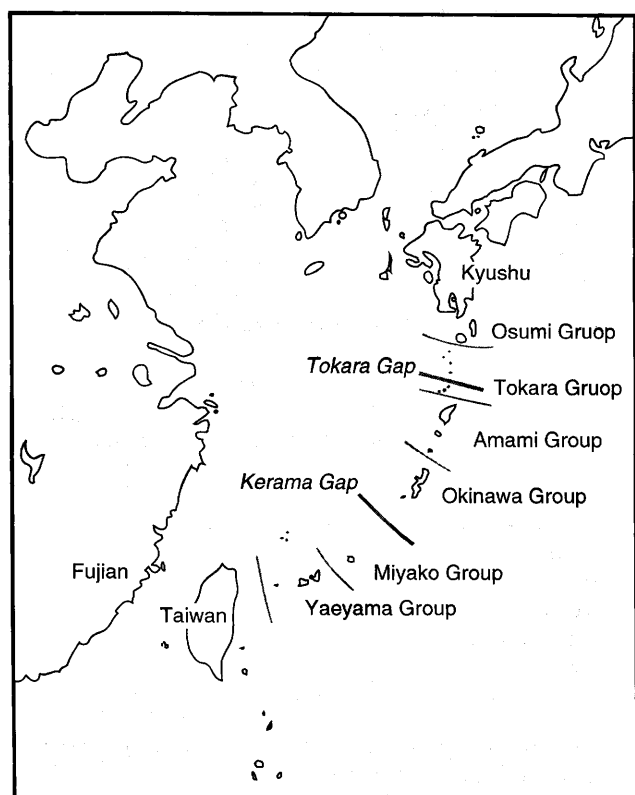 Kyushu
Osumi Gruop
Tokara Gap
Tokara Gruop
Amami Group
Kerama Gap
Okinawa Group
Fujian
Miyako Group
Taiwan
Yaeyama Group